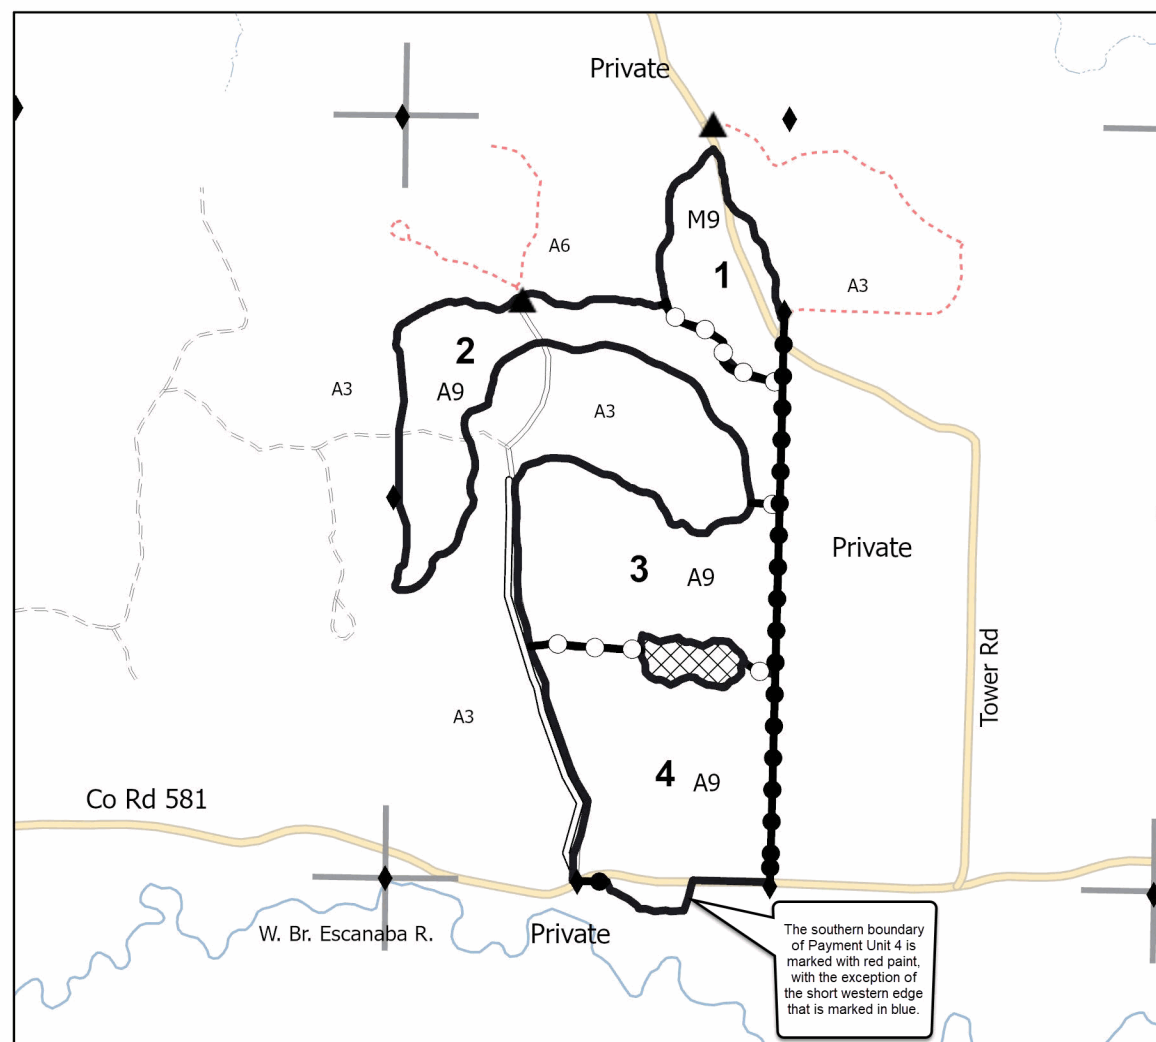 Private
M9
A6
1
A3
2
A3
A9
A3
Private
3
A9
Tower Rd
A3
4
A9
Co Rd 581
W. Br. Escanaba R.
Private
The southern boundary
of Payment Unit 4 is
marked with red paint,
with the exception of
the short western edge
that is marked in blue.